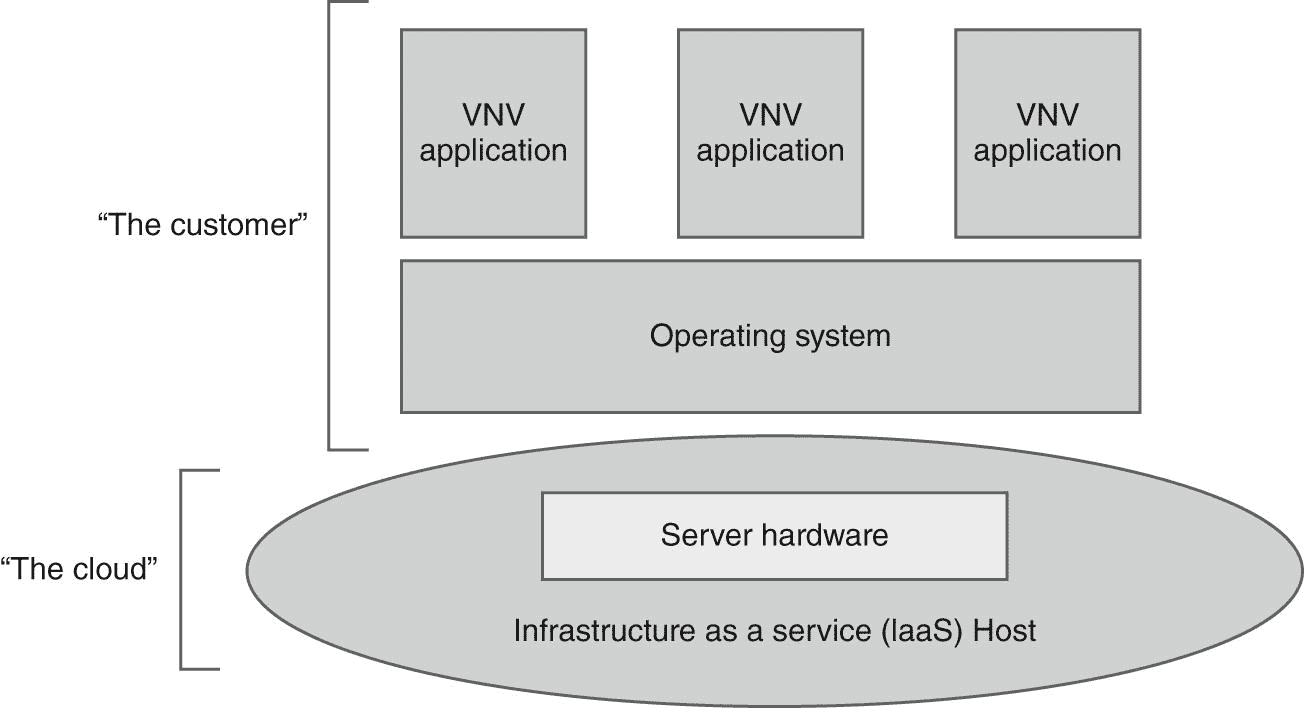 VNV
application
VNV
application
VNV
application
“The customer”
Operating system
Server hardware
“The cloud”
Infrastructure as a service (IaaS) Host